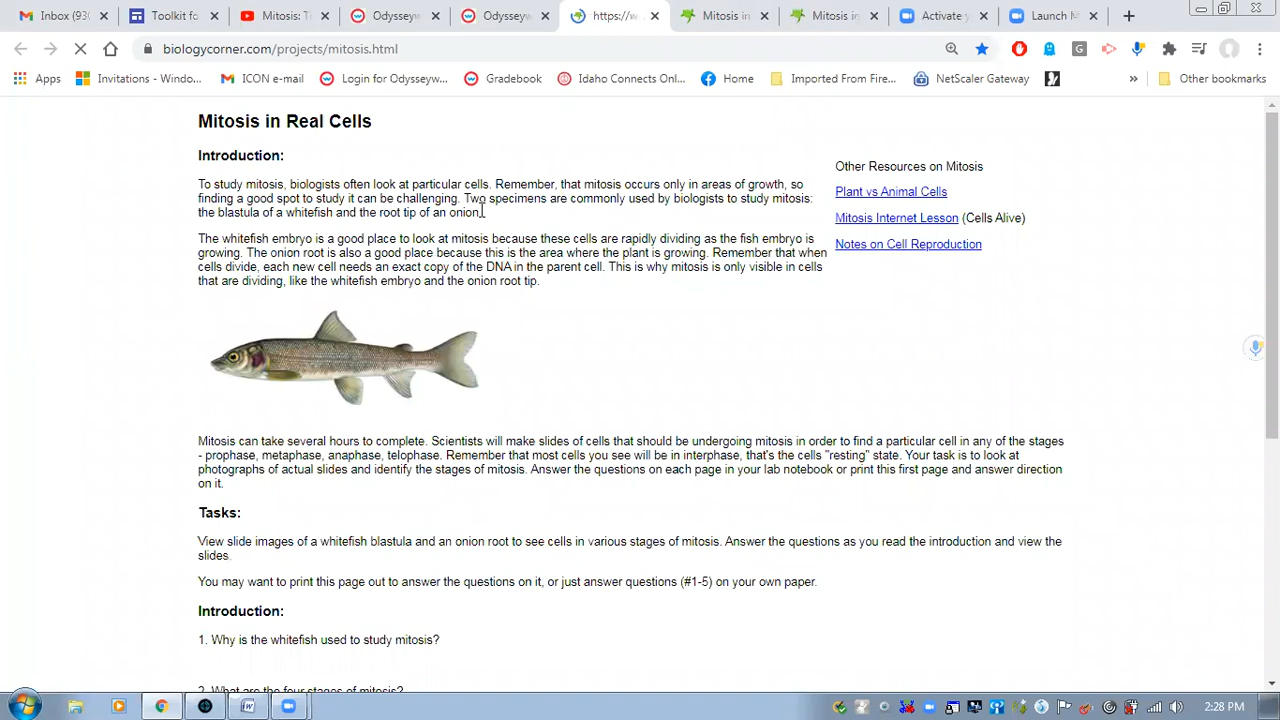 Inbox (93
Toolkit fo
Mitosis: T
Odysseyw
Odysseyw
https://w
Mitosis in
Mitosis in
Activate y
Launch M
biologycorner.com/projects/mitosis.html
Apps
Invitations - Windo...
ICON e-mail
Login for Odysseyw...
Gradebook
Idaho Connects Onl...
Home
Imported From Fire...
NetScaler Gateway
»
Other bookmarks
Mitosis in Real Cells
Introduction:
To study mitosis, biologists often look at particular cells. Remember, that mitosis occurs only in areas of growth, so
finding a good spot to study it can be challenging. Two specimens are commonly used by biologists to study mitosis:
the blastula of a whitefish and the root tip of an onion.
The whitefish embryo is a good place to look at mitosis because these cells are rapidly dividing as the fish embryo is
growing. The onion root is also a good place because this is the area where the plant is growing. Remember that when
cells divide, each new cell needs an exact copy of the DNA in the parent cell. This is why mitosis is only visible in cells
that are dividing, like the whitefish embryo and the onion root tip.
Other Resources on Mitosis
Plant vs Animal Cells
Mitosis Internet Lesson (Cells Alive)
Notes on Cell Reproduction
Mitosis can take several hours to complete. Scientists will make slides of cells that should be undergoing mitosis in order to find a particular cell in any of the stages
- prophase, metaphase, anaphase, telophase. Remember that most cells you see will be in interphase, that's the cells "resting" state. Your task is to look at
photographs of actual slides and identify the stages of mitosis. Answer the questions on each page in your lab notebook or print this first page and answer direction
on it.
Tasks:
View slide images of a whitefish blastula and an onion root to see cells in various stages of mitosis. Answer the questions as you read the introduction and view the
slides.
You may want to print this page out to answer the questions on it, or just answer questions (#1-5) on your own paper.
Introduction:
1. Why is the whitefish used to study mitosis?
2. What are the four stages of mitosis?
2:28 PM